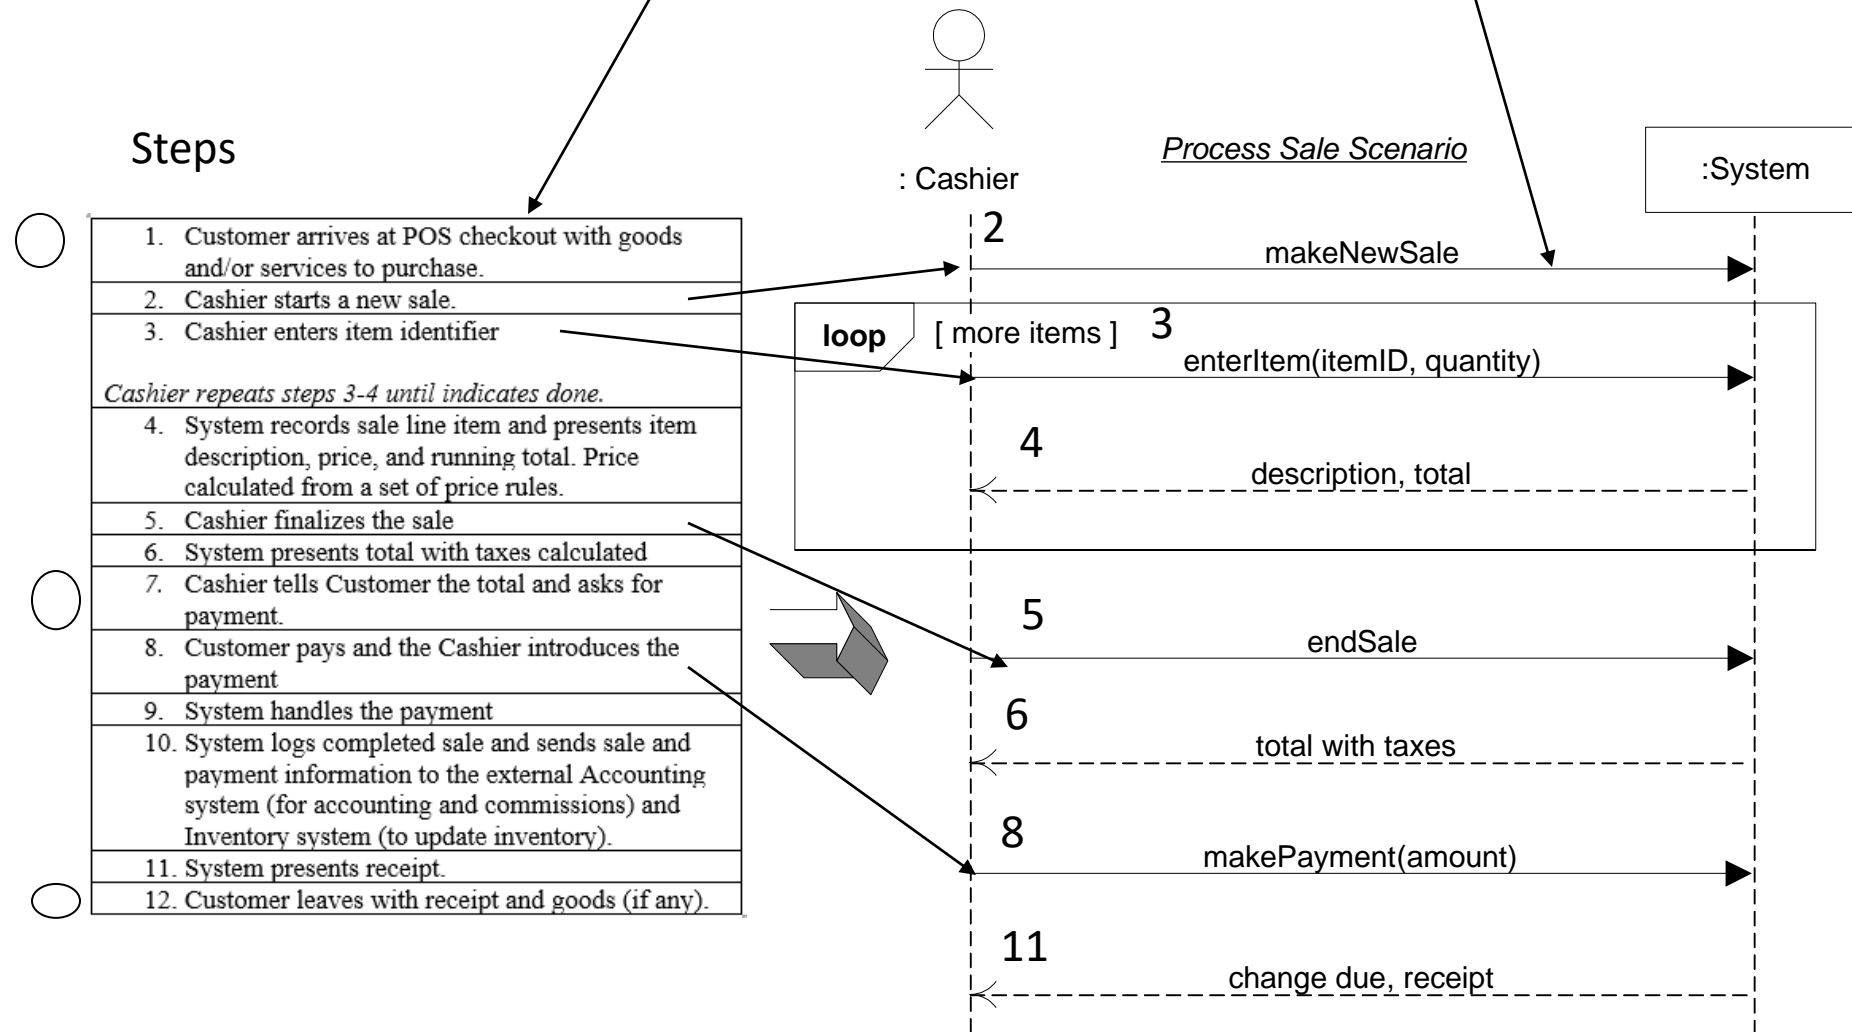 Steps
1. Customer arrives at POS checkout with goods
and/or services to purchase.
2. Cashier starts a new sale.
3. Cashier enters item identifier
Cashier repeats steps 3-4 until indicates done.
4. System records sale line item and presents item
description, price, and running total. Price
calculated from a set of price rules.
5. Cashier finalizes the sale
6. System presents total with taxes calculated
7. Cashier tells Customer the total and asks for
payment.
8. Customer pays and the Cashier introduces the
payment
9. System handles the payment
10. System logs completed sale and sends sale and
payment information to the external Accounting
system (for accounting and commissions) and
Inventory system (to update inventory).
11. System presents receipt.
12. Customer leaves with receipt and goods (if any).
Process Sale Scenario
: Cashier
:System
2
makeNewSale
loop
[ more items ]
3
enterItem(itemID, quantity)
4
description, total
5
endSale
6
total with taxes
8
makePayment(amount)
11
change due, receipt